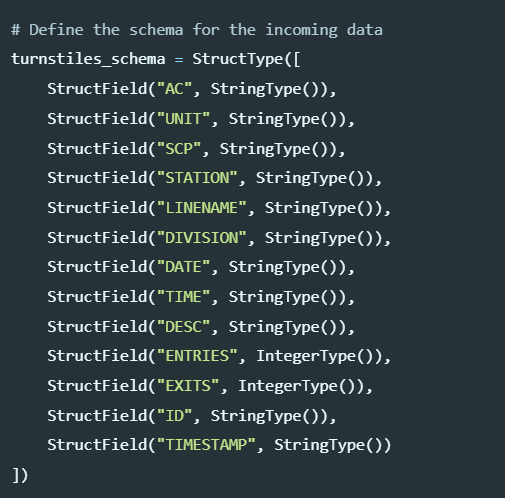 # Define the schema for the incoming data
turnstiles_schema = StructType([
    StructField("AC", StringType()),
    StructField("UNIT", StringType()),
    StructField("SCP", StringType()),
    StructField("STATION", StringType()),
    StructField("LINENAME", StringType()),
    StructField("DIVISION", StringType()),
    StructField("DATE", StringType()),
    StructField("TIME", StringType()),
    StructField("DESC", StringType()),
    StructField("ENTRIES", IntegerType()),
    StructField("EXITS", IntegerType()),
    StructField("ID", StringType()),
    StructField("TIMESTAMP", StringType())
])